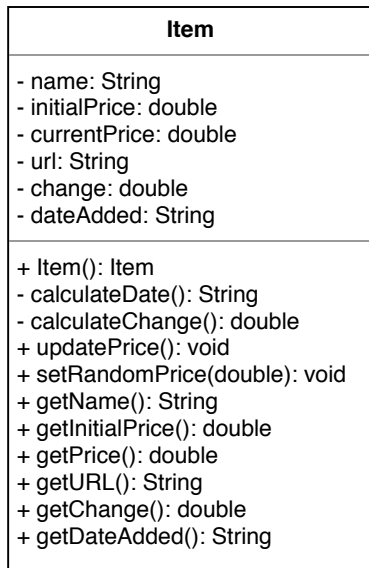 Item
- name: String
- initialPrice: double
- currentPrice: double
- url: String
- change: double
- dateAdded: String
+ Item(): Item
- calculateDate(): String
- calculateChange(): double
+ updatePrice(): void
+ setRandomPrice(double): void
+ getName(): String
+ getInitialPrice(): double
+ getPrice(): double
+ getURL(): String
+ getChange(): double
+ getDateAdded(): String